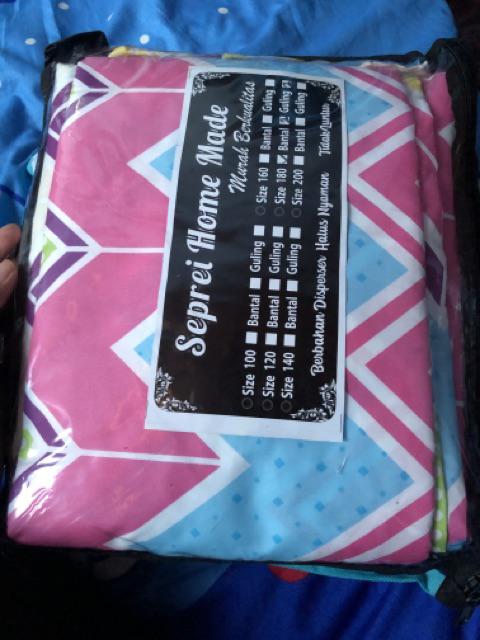 Seprei Home Made
Murah Berkualitas
Size 100 Bantal Guling
Size 120 Bantal Guling
Size 140 Bantal Guling
Size 160 Bantal Guling
Size 180 Bantal Guling
Size 200 Bantal Guling
Berbahan Disperser Halus Nyaman Tidak Luntur